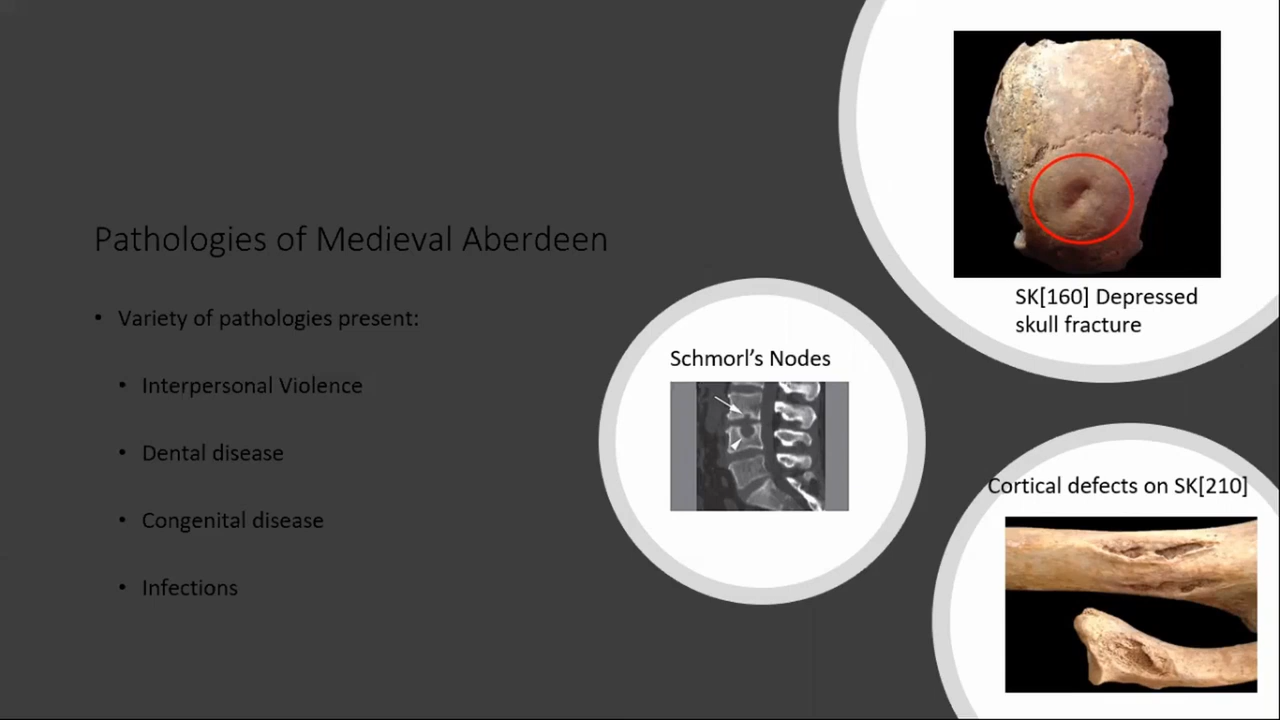 Pathologies of Medieval Aberdeen
• Variety of pathologies present:
• Interpersonal Violence
• Dental disease
• Congenital disease
• Infections
Schmorl’s Nodes
SK[160] Depressed
skull fracture
Cortical defects on SK[210]